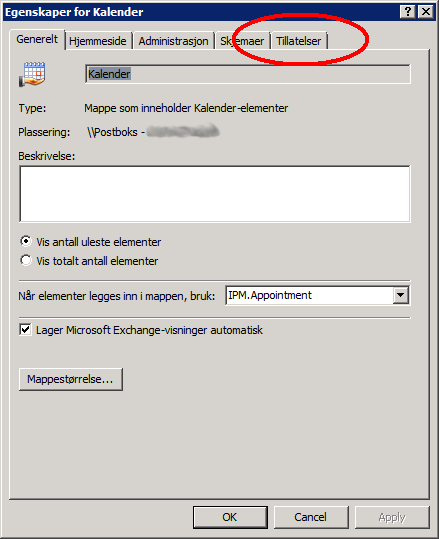 Egenskaper for Kalender
Generelt Hjemmeside Administrasjon Skjemaer Tillatelser
Kalender
Type: Mappe som inneholder Kalender-elementer
Plassering: \\Postboks -
Beskrivelse:
Vis antall uleste elementer
Vis totalt antall elementer
Når elementer legges inn i mappen, bruk: IPM.Appointment
Lager Microsoft Exchange-visninger automatisk
Mappestørrelse...
OK Cancel Apply